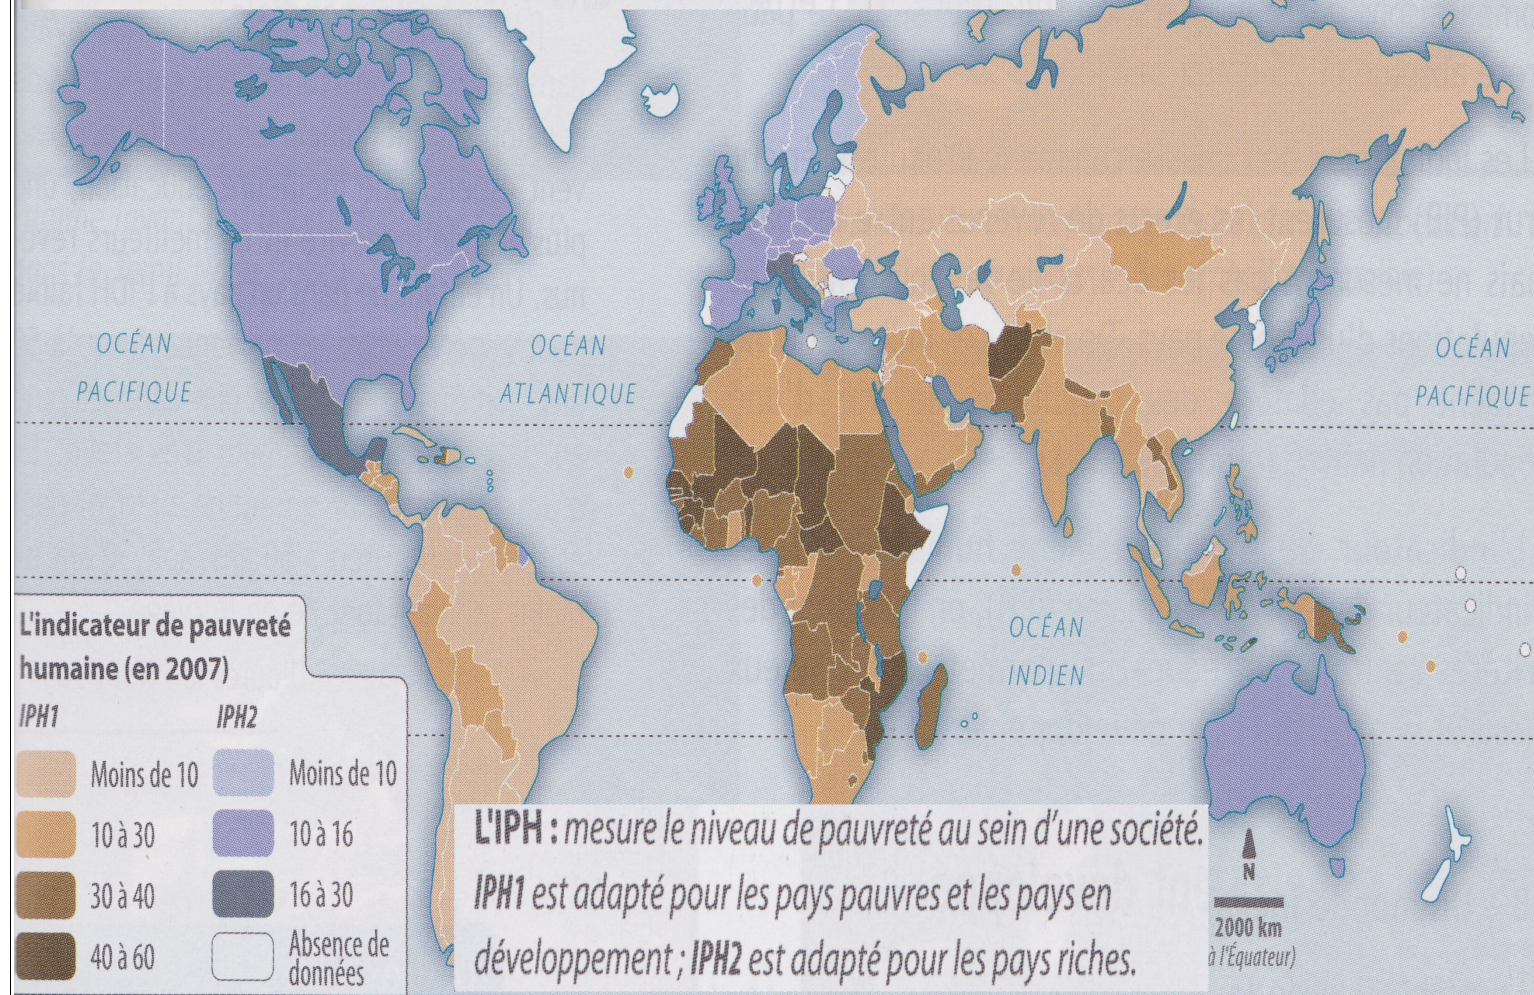 OCÉAN
PACIFIQUE
OCÉAN
ATLANTIQUE
OCÉAN
PACIFIQUE
OCÉAN
INDIEN
L'indicateur de pauvreté
humaine (en 2007)
IPH1
IPH2
Moins de 10
Moins de 10
10 à 30
10 à 16
30 à 40
16 à 30
40 à 60
Absence de
données
L'IPH : mesure le niveau de pauvreté au sein d'une société.
IPH1 est adapté pour les pays pauvres et les pays en
développement ; IPH2 est adapté pour les pays riches.
N
2000 km
à l'Équateur)